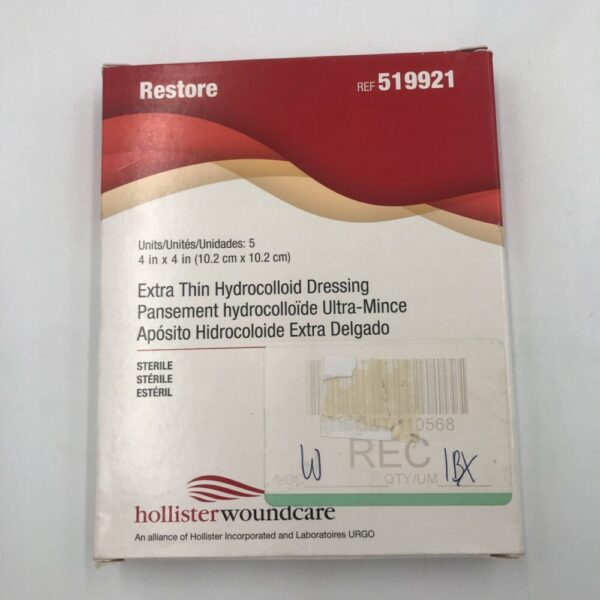 Restore
REF 519921
Units/Unités/Unidades: 5
4 in x 4 in (10.2 cm x 10.2 cm)
Extra Thin Hydrocolloid Dressing
Pansement hydrocolloïde Ultra-Mince
Apósito Hidrocoloide Extra Delgado
STERILE
STÉRILE
ESTÉRIL
10568
REC
W
QTY/UM
1BX
hollisterwoundcare
An alliance of Hollister Incorporated and Laboratoires URGO